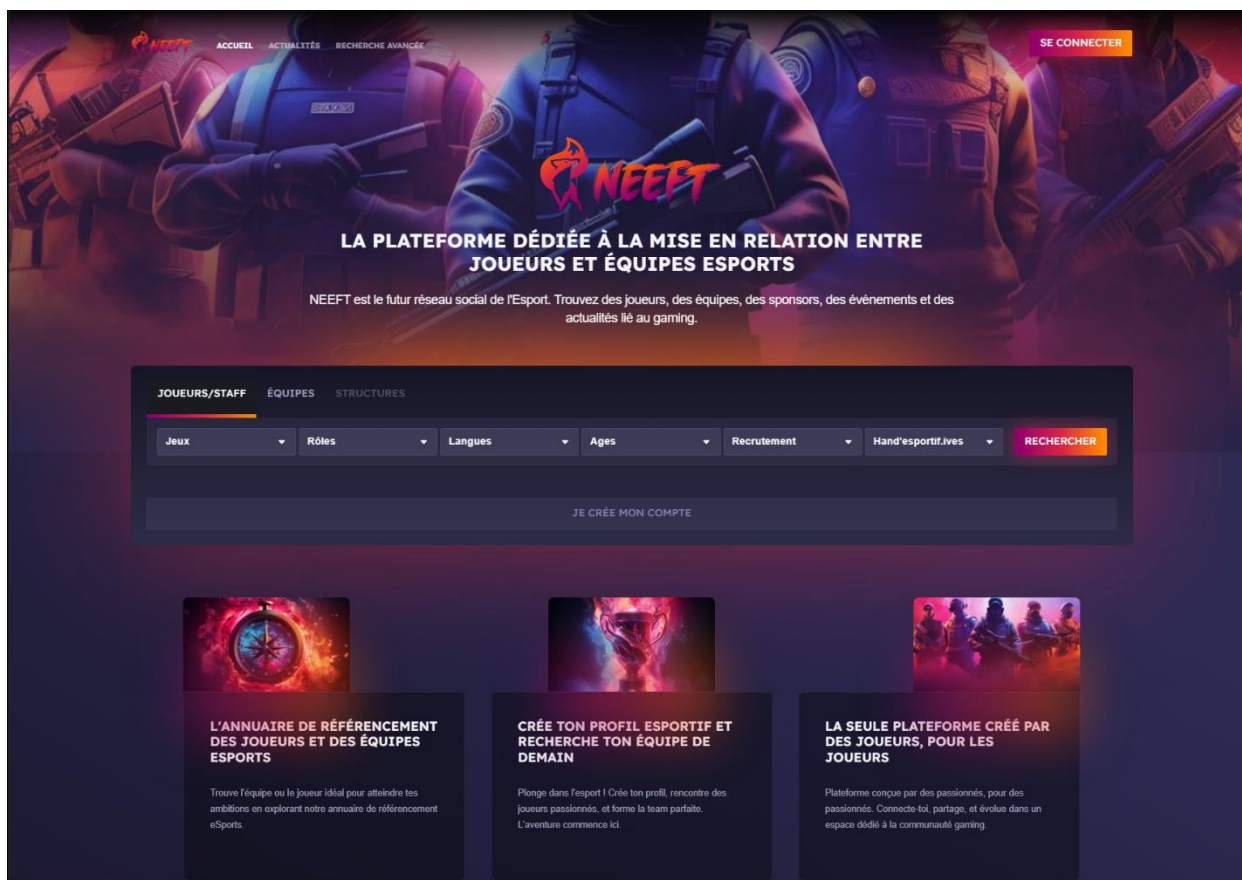 NEEFT ACCUEIL ACTUALITÉS RECHERCHE AVANCÉE SE CONNECTER
NEEFT
LA PLATEFORME DÉDIÉE À LA MISE EN RELATION ENTRE
JOUEURS ET ÉQUIPES ESPORTS
NEEFT est le futur réseau social de l'Esport. Trouvez des joueurs, des équipes, des sponsors, des événements et des
actualités lié au gaming.
JOUEURS/STAFF ÉQUIPES STRUCTURES
Jeux Rôles Langues Ages Recrutement Hand'esportif.ives RECHERCHER
JE CRÉE MON COMPTE
L'ANNUAIRE DE RÉFÉRENCEMENT
DES JOUEURS ET DES ÉQUIPES
ESPORTS
Trouve l'équipe ou le joueur idéal pour atteindre tes
ambitions en explorant notre annuaire de référencement
eSports.
CRÉE TON PROFIL ESPORTIF ET
RECHERCHE TON ÉQUIPE DE
DEMAIN
Plonge dans l'esport ! Crée ton profil, rencontre des
joueurs passionnés, et forme la team parfaite.
L'aventure commence ici.
LA SEULE PLATEFORME CRÉÉ PAR
DES JOUEURS, POUR LES
JOUEURS
Plateforme conçue par des passionnés, pour des
passionnés. Connecte-toi, partage, et évolue dans un
espace dédié à la communauté gaming.